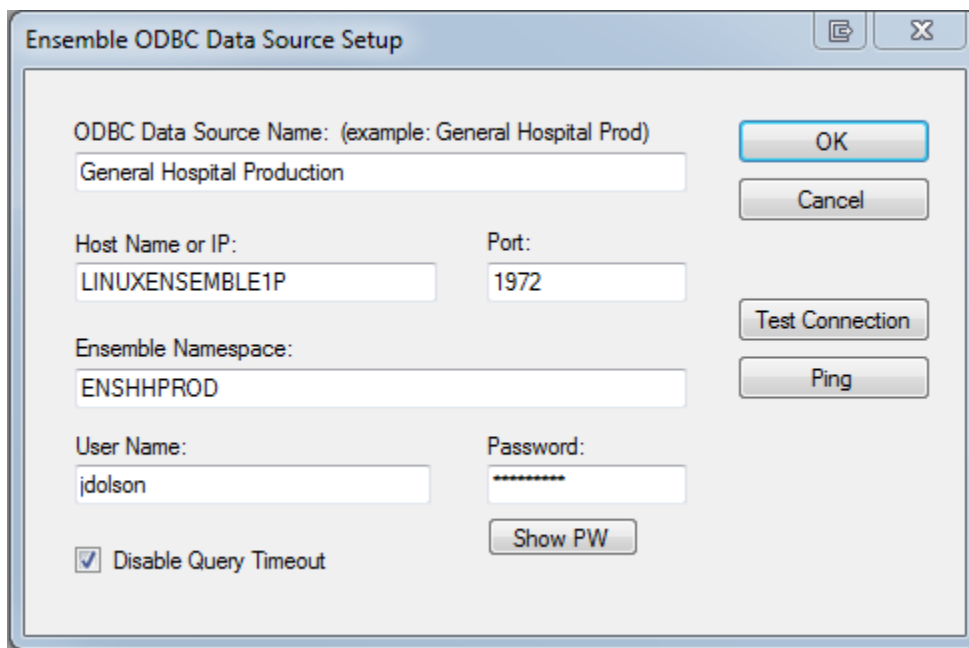 Ensemble ODBC Data Source Setup
ODBC Data Source Name: (example: General Hospital Prod)
General Hospital Production
OK
Cancel
Host Name or IP:
Port:
LINUXENSEMBLE1P
1972
Test Connection
Ensemble Namespace:
ENSHHPROD
Ping
User Name:
Password:
jdolson
*********
Show PW
Disable Query Timeout